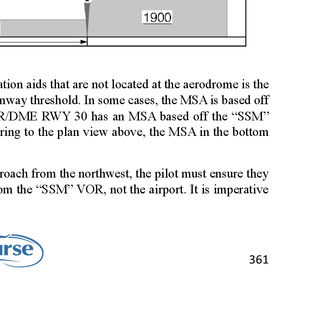 1900
ation aids that are not located at the aerodrome is the
nway threshold. In some cases, the MSA is based off
R/DME RWY 30 has an MSA based off the “SSM”
ring to the plan view above, the MSA in the bottom
roach from the northwest, the pilot must ensure they
om the “SSM” VOR, not the airport. It is imperative
urse
361